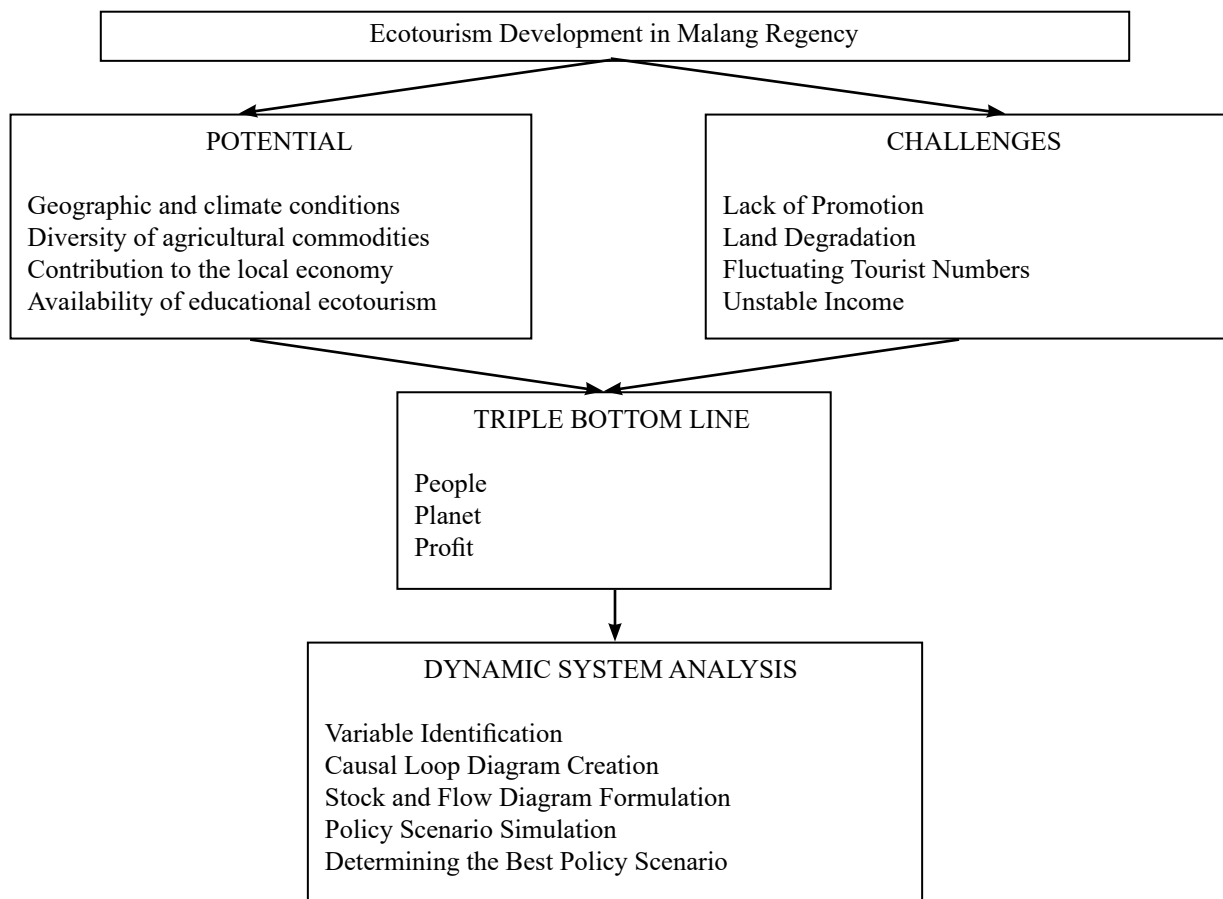 Ecotourism Development in Malang Regency
POTENTIAL
Geographic and climate conditions
Diversity of agricultural commodities
Contribution to the local economy
Availability of educational ecotourism
CHALLENGES
Lack of Promotion
Land Degradation
Fluctuating Tourist Numbers
Unstable Income
TRIPLE BOTTOM LINE
People
Planet
Profit
DYNAMIC SYSTEM ANALYSIS
Variable Identification
Causal Loop Diagram Creation
Stock and Flow Diagram Formulation
Policy Scenario Simulation
Determining the Best Policy Scenario